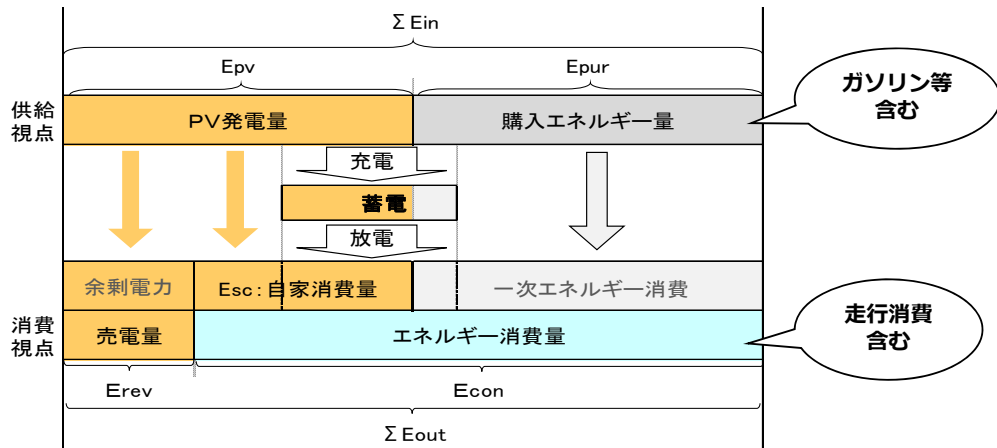 Σ Ein
Epv
Epur
ガソリン等
含む
供給
視点
PV発電量
購入エネルギー量
充電
蓄電
放電
余剰電力
Esc：自家消費量
一次エネルギー消費
消費
視点
売電量
エネルギー消費量
走行消費
含む
Erev
Econ
Σ Eout